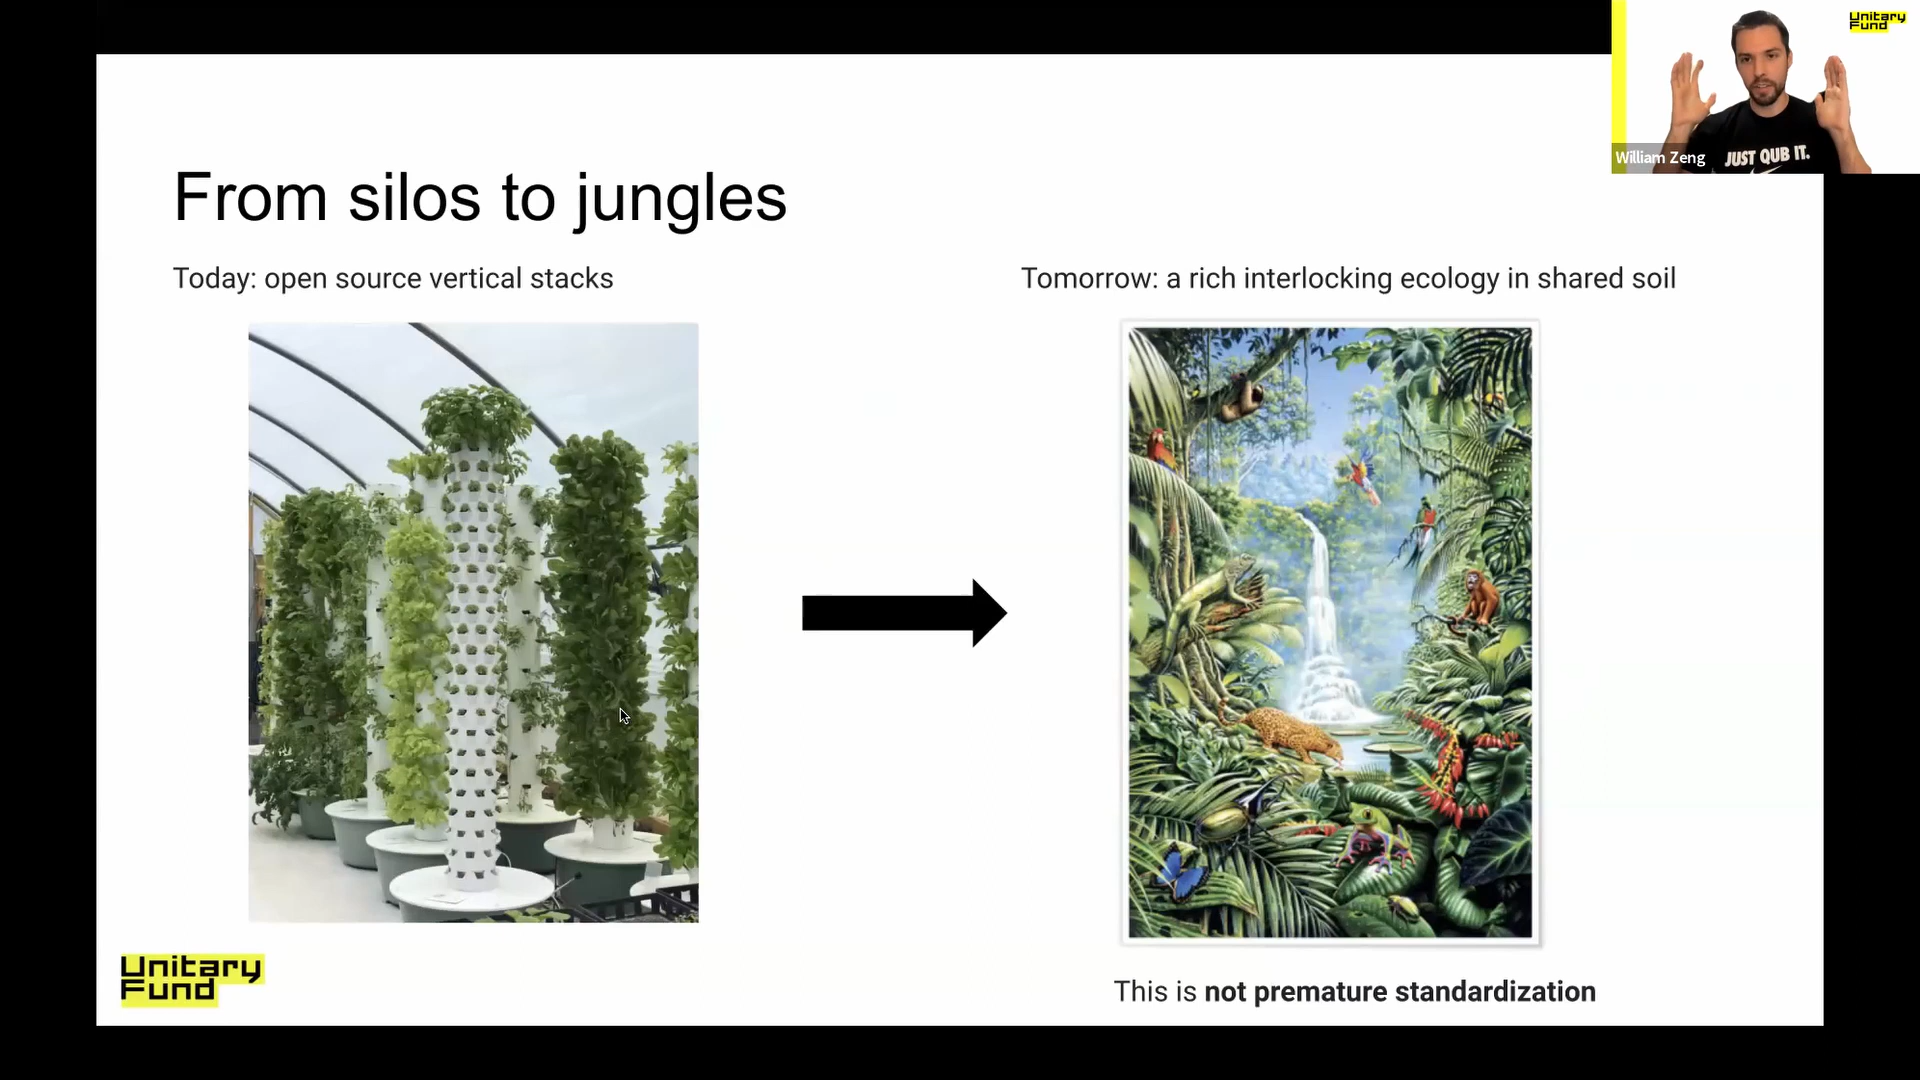 Unitary
Fund
William Zeng
JUST QUB IT.
From silos to jungles
Today: open source vertical stacks
Tomorrow: a rich interlocking ecology in shared soil
Unitary
Fund
This is not premature standardization